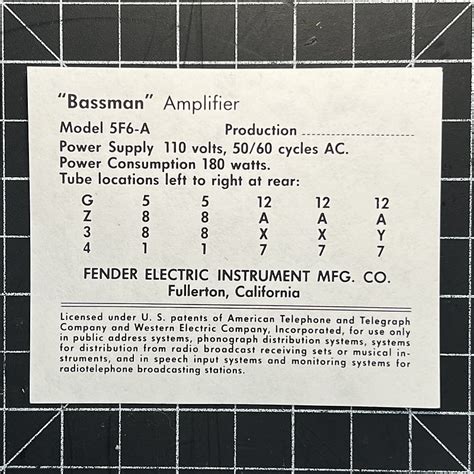 "Bassman" Amplifier
Model 5F6-A Production
Power Supply 110 volts, 50/60 cycles AC.
Power Consumption 180 watts.
Tube locations left to right at rear:
G 5 5 12 12 12
Z 8 8 A A A
3 8 8 X X Y
4 1 1 7 7 7
FENDER ELECTRIC INSTRUMENT MFG. CO.
Fullerton, California
Licensed under U. S. patents of American Telephone and Telegraph
Company and Western Electric Company, Incorporated, for use only
in public address systems, phonograph distribution systems, systems
for distribution from radio broadcast receiving sets or musical in-
struments, and in speech input systems and monitoring systems for
radiotelephone broadcasting stations.